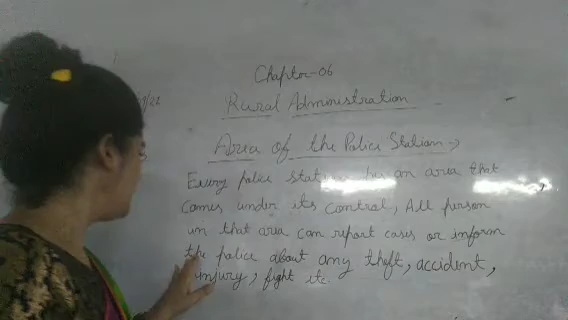 Chapter-06
9/22
Rural Administration
Area of the Police Station →
Every police station has an area that
comes under its control, All person
in that area can report cases or inform
the police about any theft, accident,
injury, fight etc